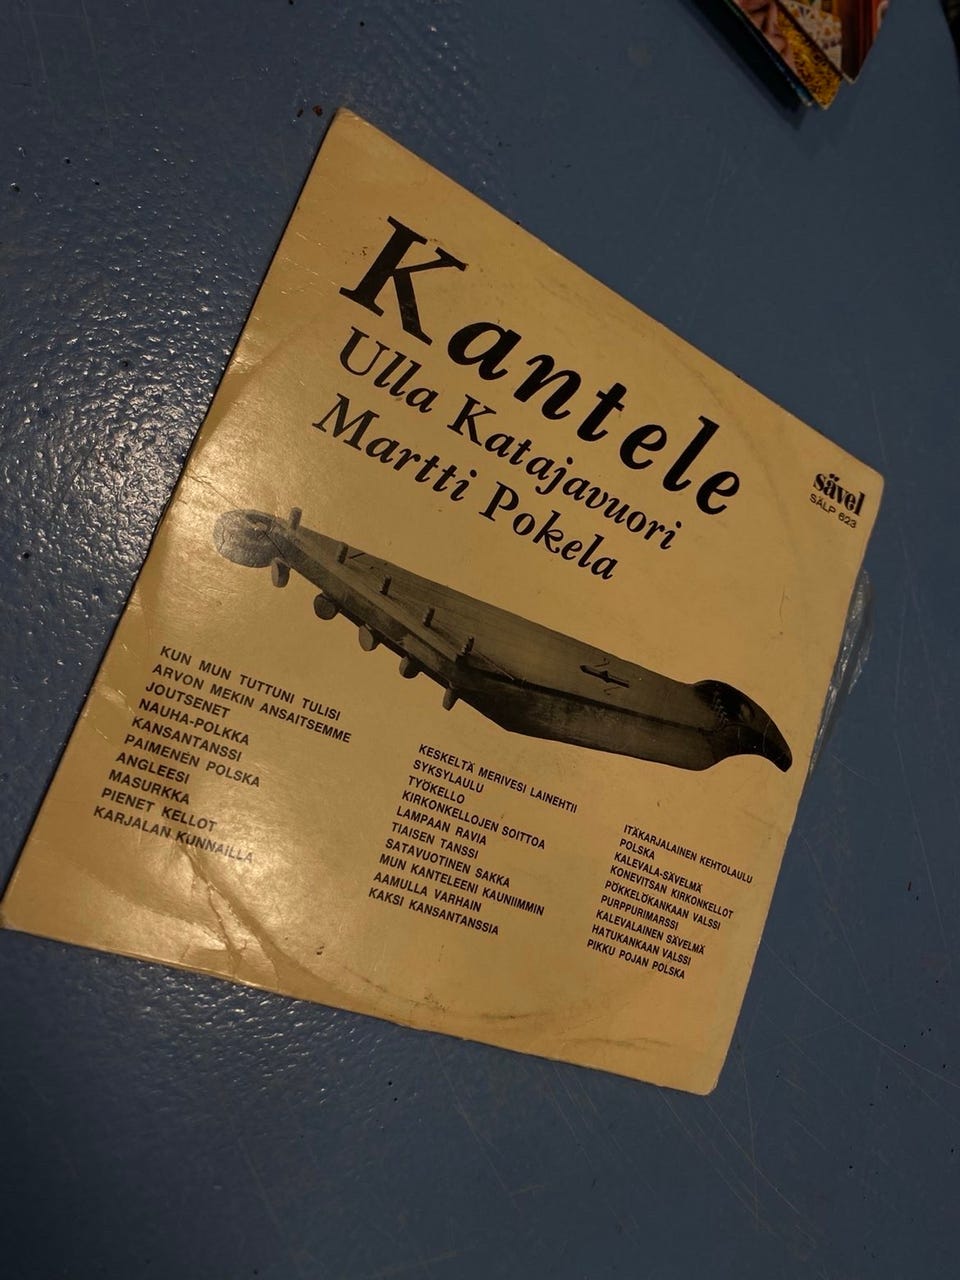 Kantele
Ulla Katajavuori
Martti Pokela
sävel
SÄLP 623
KUN MUN TUTTUNI TULISI
ARVON MEKIN ANSAITSEMME
JOUTSENET
NAUHA-POLKKA
KANSANTANSSI
PAIMENEN POLSKA
ANGLEESI
MASURKKA
PIENET KELLOT
KARJALAN KUNNAILLA
KESKELTÄ MERIVESI LAINEHTII
SYKSYLAULU
TYÖKELLO
KIRKONKELLOJEN SOITTOA
LAMPAAN RAVIA
TIAISEN TANSSI
SATAVUOTINEN SAKKA
MUN KANTELEENI KAUNIIMMIN
AAMULLA VARHAIN
KAKSI KANSANTANSSIA
ITÄKARJALAINEN KEHTOLAULU
POLSKA
KALEVALA-SÄVELMÄ
KONEVITSAN KIRKONKELLOT
PÖKKELÖKANKAAN VALSSI
PURPPURIMARSSI
KALEVALAINEN SÄVELMÄ
HATUKANKAAN VALSSI
PIKKU POJAN POLSKA